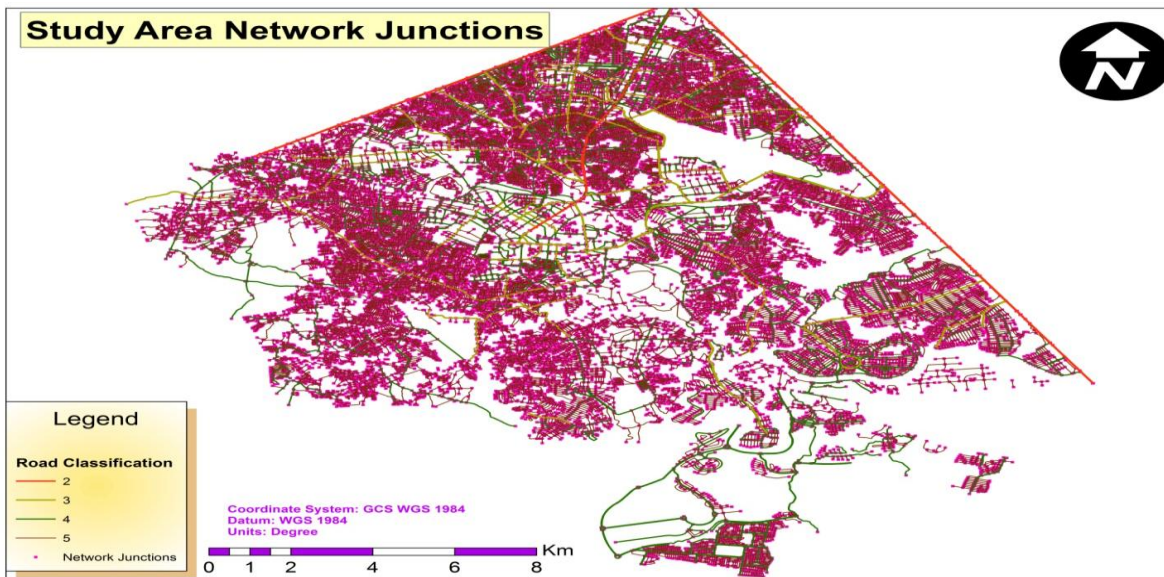 Study Area Network Junctions
N
Legend
Road Classification
2
3
4
5
Network Junctions
Coordinate System: GCS WGS 1984
Datum: WGS 1984
Units: Degree
0 1 2 4 6 8 Km